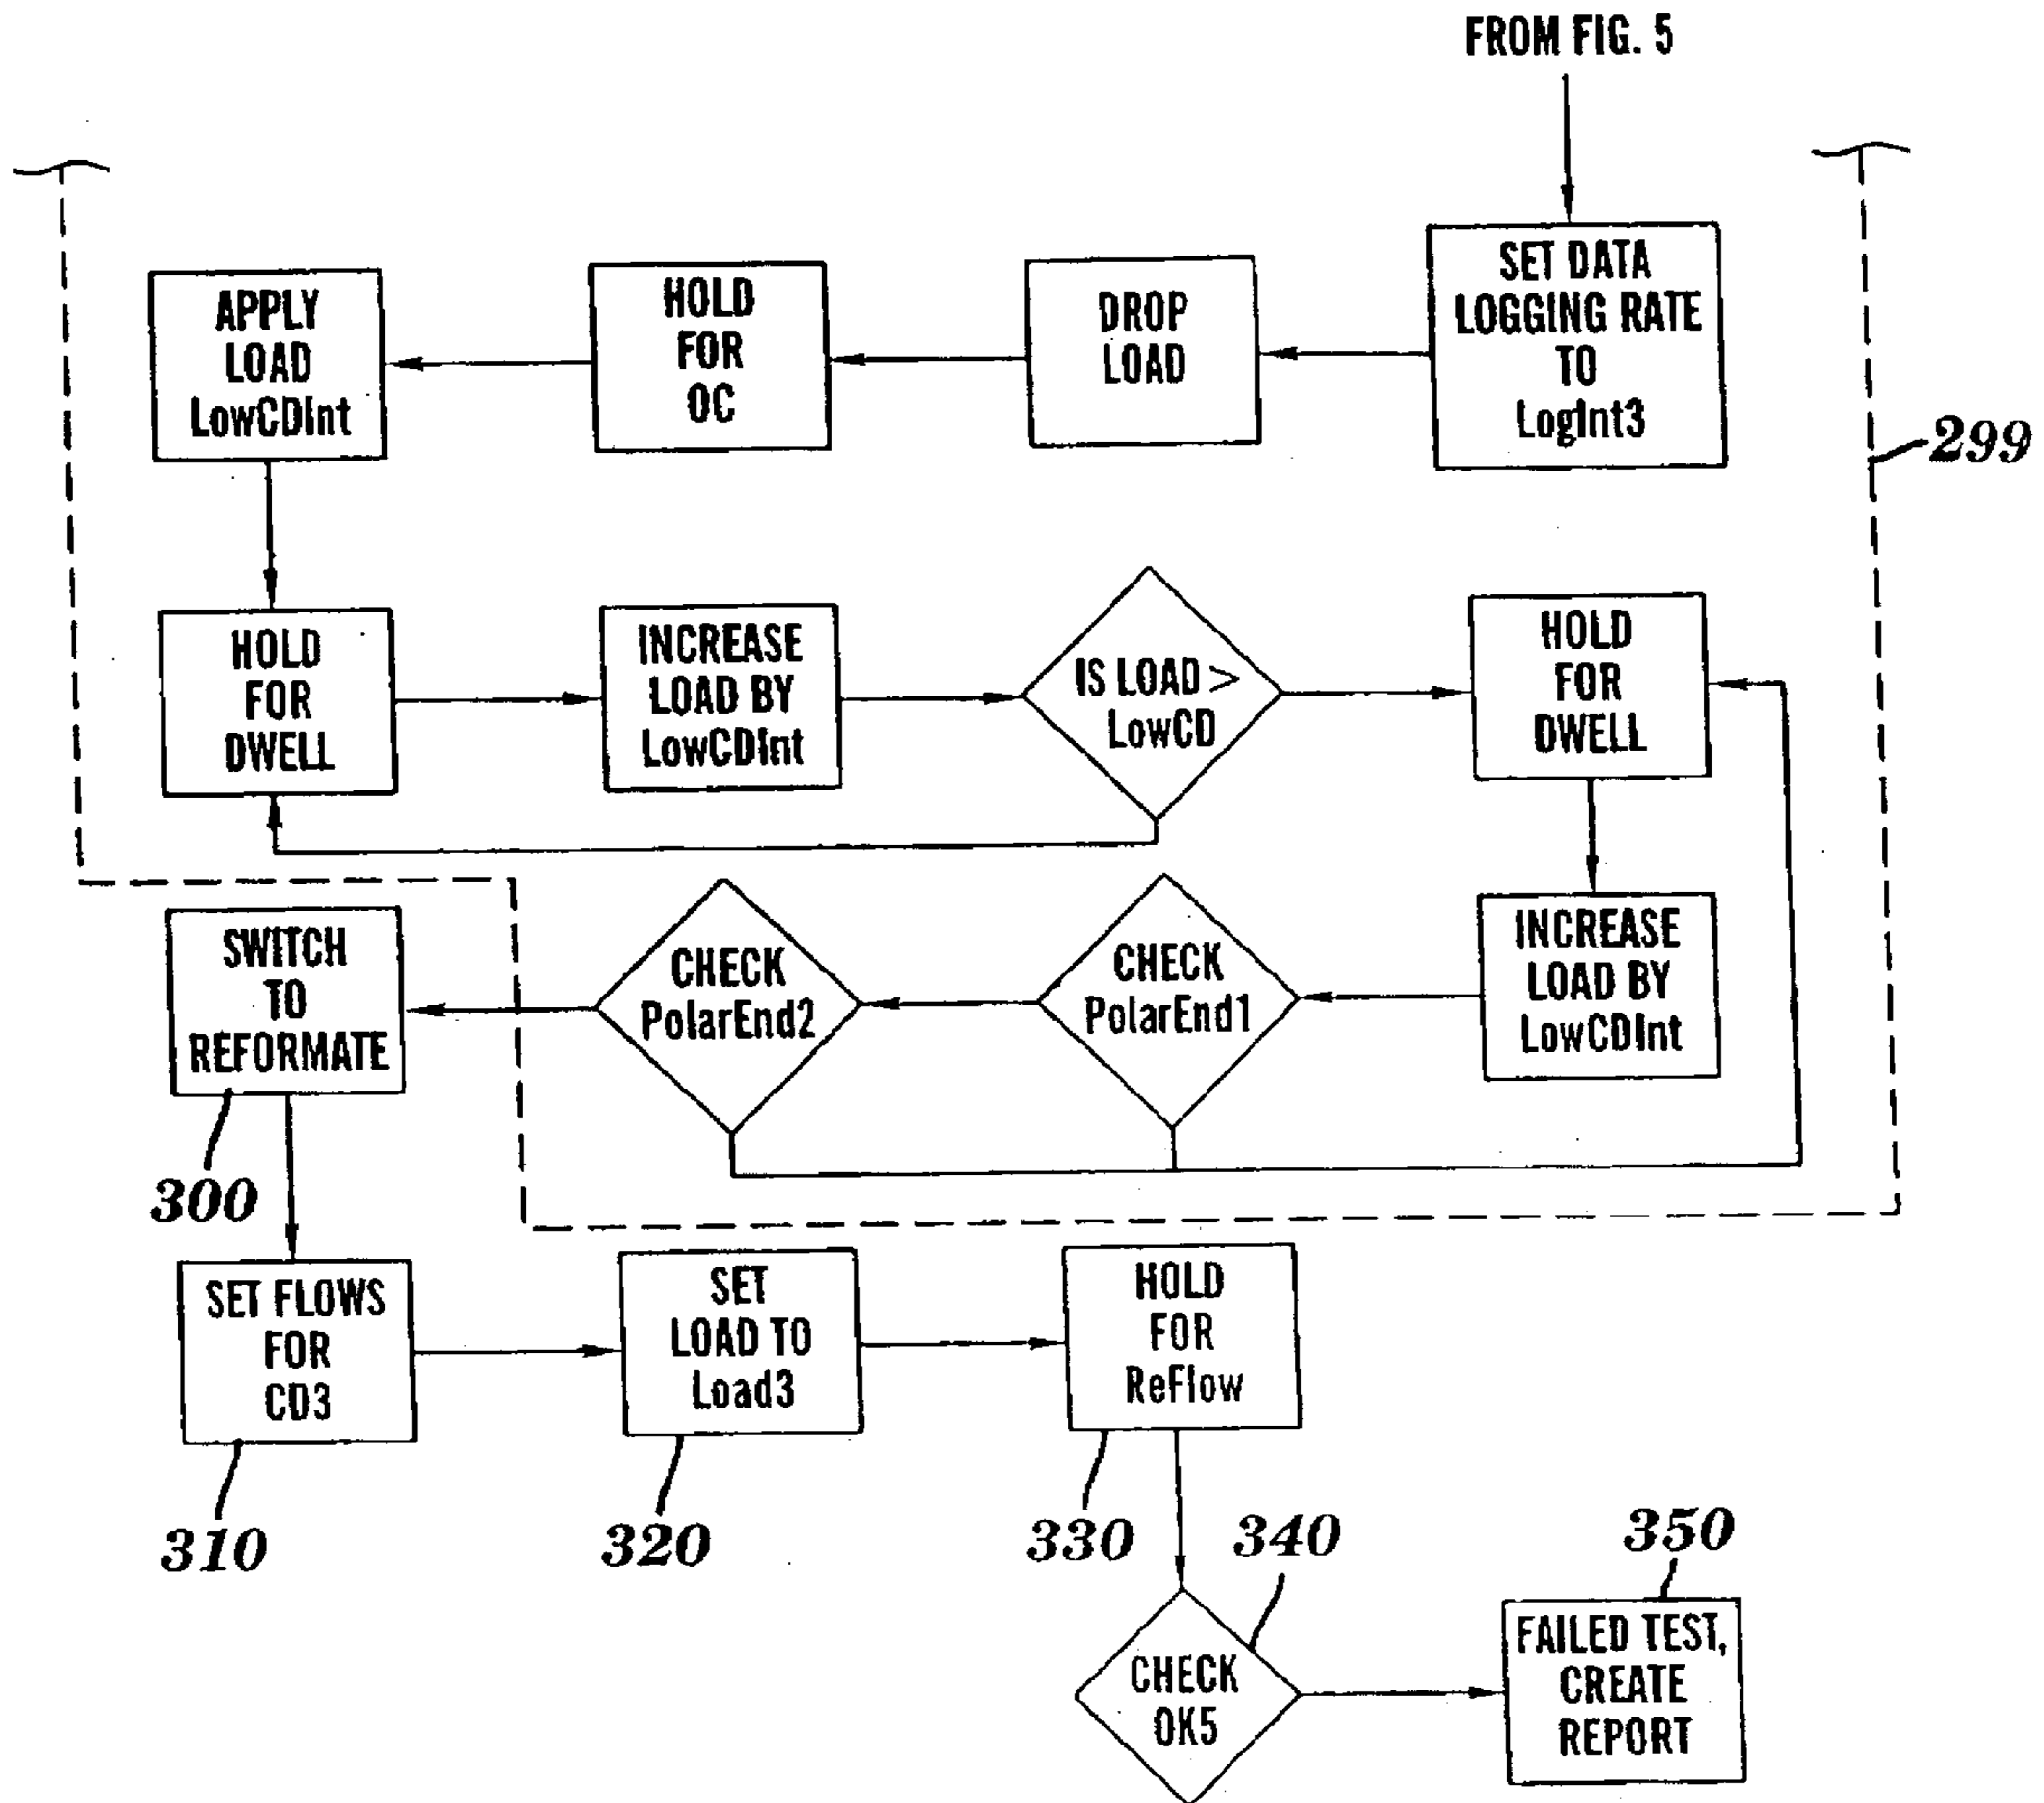 FROM FIG. 5
SET DATA
LOGGING RATE
TO
LogInt3
DROP
LOAD
HOLD
FOR
OC
APPLY
LOAD
LowCDInt
299
HOLD
FOR
DWELL
INCREASE
LOAD BY
LowCDInt
IS LOAD >
LowCD
HOLD
FOR
DWELL
INCREASE
LOAD BY
LowCDInt
CHECK
PolarEnd1
CHECK
PolarEnd2
SWITCH
TO
REFORMATE
300
SET FLOWS
FOR
CD3
310
SET
LOAD TO
Load3
320
HOLD
FOR
ReFlow
330
340
CHECK
OK5
350
FAILED TEST,
CREATE
REPORT